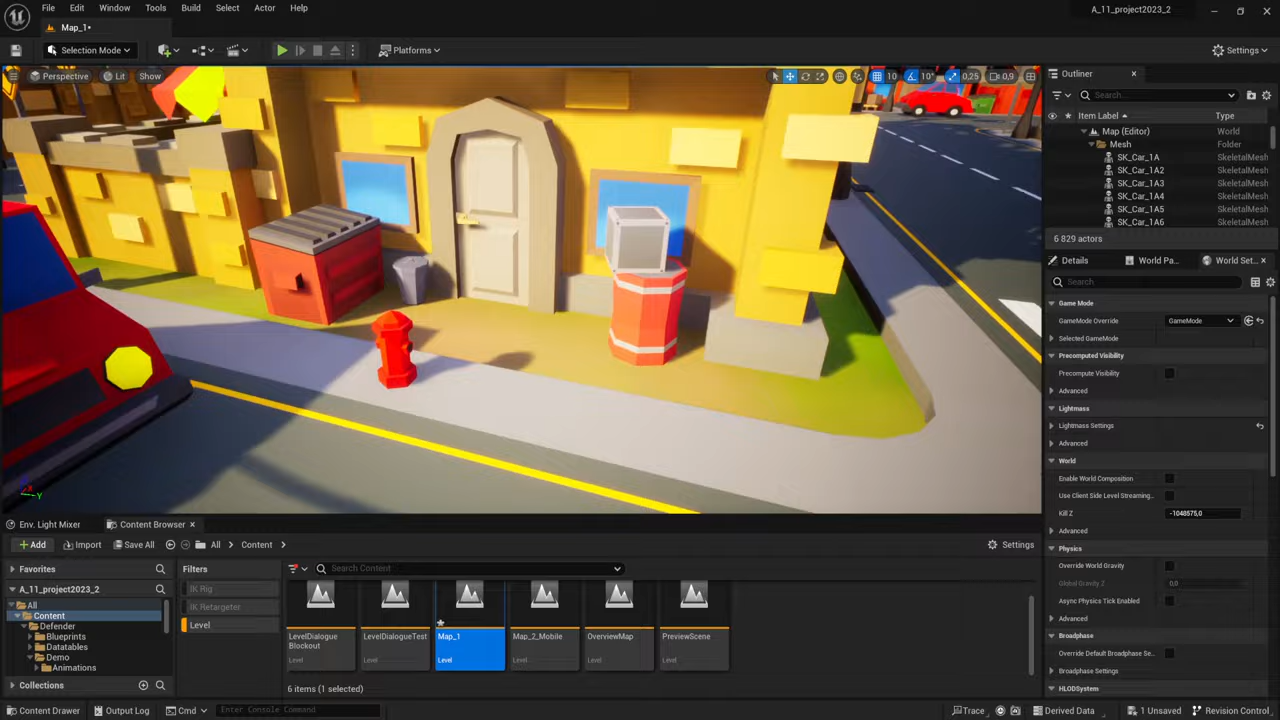 File Edit Window Tools Build Select Actor Help
A_11_project2023_2
Map_1•
Selection Mode
Platforms
Settings
Perspective Lit Show
10 10° 0,25 0,9
Outliner
Search...
Item Label Type
Map (Editor) World
Mesh Folder
SK_Car_1A SkeletalMesh
SK_Car_1A2 SkeletalMesh
SK_Car_1A3 SkeletalMesh
SK_Car_1A4 SkeletalMesh
SK_Car_1A5 SkeletalMesh
SK_Car_1A6 SkeletalMesh
6 829 actors
Details World Pa... World Set...
Search
Game Mode
GameMode Override GameMode
Selected GameMode
Precomputed Visibility
Precompute Visibility
Advanced
Lightmass
Lightmass Settings
Advanced
World
Enable World Composition
Use Client Side Level Streaming...
Kill Z -1048575,0
Advanced
Physics
Override World Gravity
Global Gravity Z 0,0
Async Physics Tick Enabled
Advanced
Broadphase
Override Default Broadphase Se...
Broadphase Settings
HLODSystem
Env. Light Mixer Content Browser
Add Import Save All All Content
Settings
Favorites
A_11_project2023_2
All
Content
Defender
Blueprints
Datatables
Demo
Animations
Collections
Filters
IK Rig
IK Retargeter
Level
Search Content
LevelDialogue
Blockout
Level
LevelDialogueTest
Level
Map_1
Level
Map_2_Mobile
Level
OverviewMap
Level
PreviewScene
Level
6 items (1 selected)
Content Drawer Output Log Cmd Enter Console Command
Trace Derived Data 1 Unsaved Revision Control
X Y